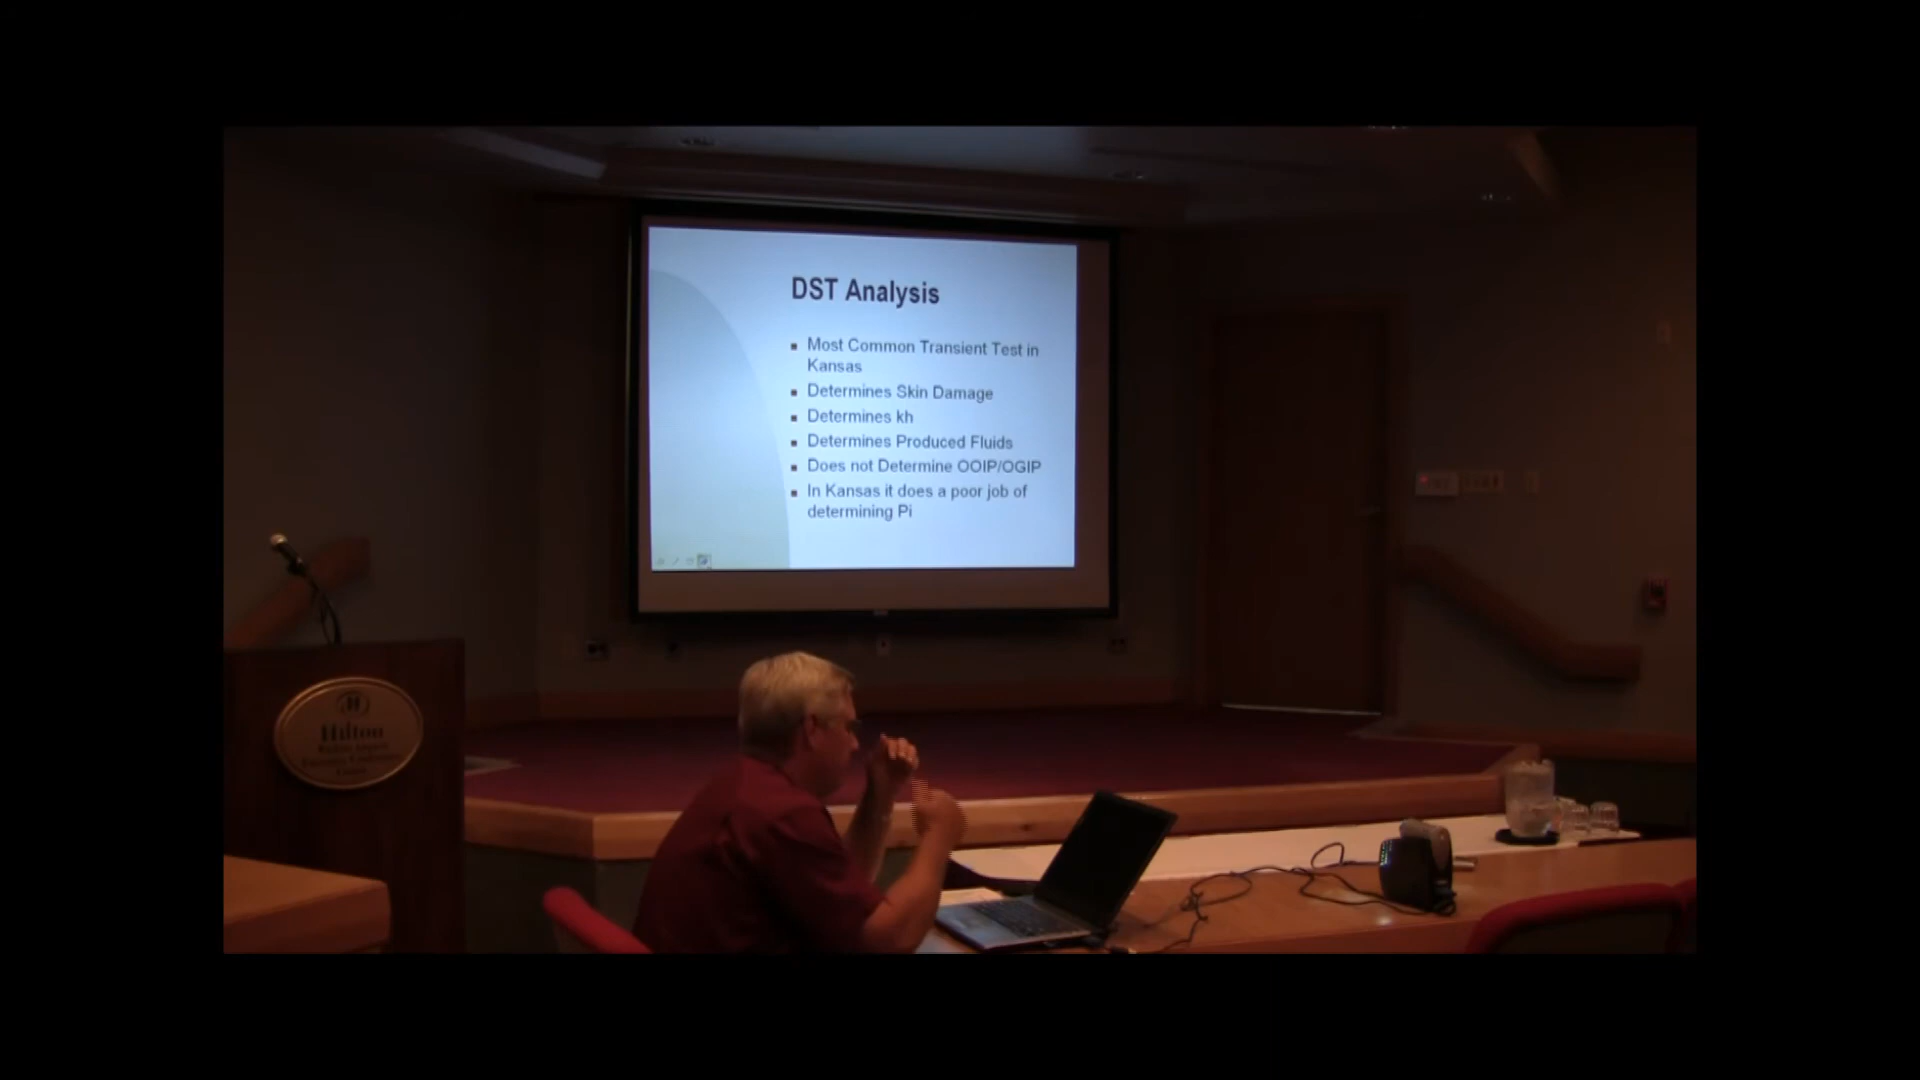 DST Analysis
Most Common Transient Test in
Kansas
Determines Skin Damage
Determines kh
Determines Produced Fluids
Does not Determine OOIP/OGIP
In Kansas it does a poor job of
determining Pi
Hilton